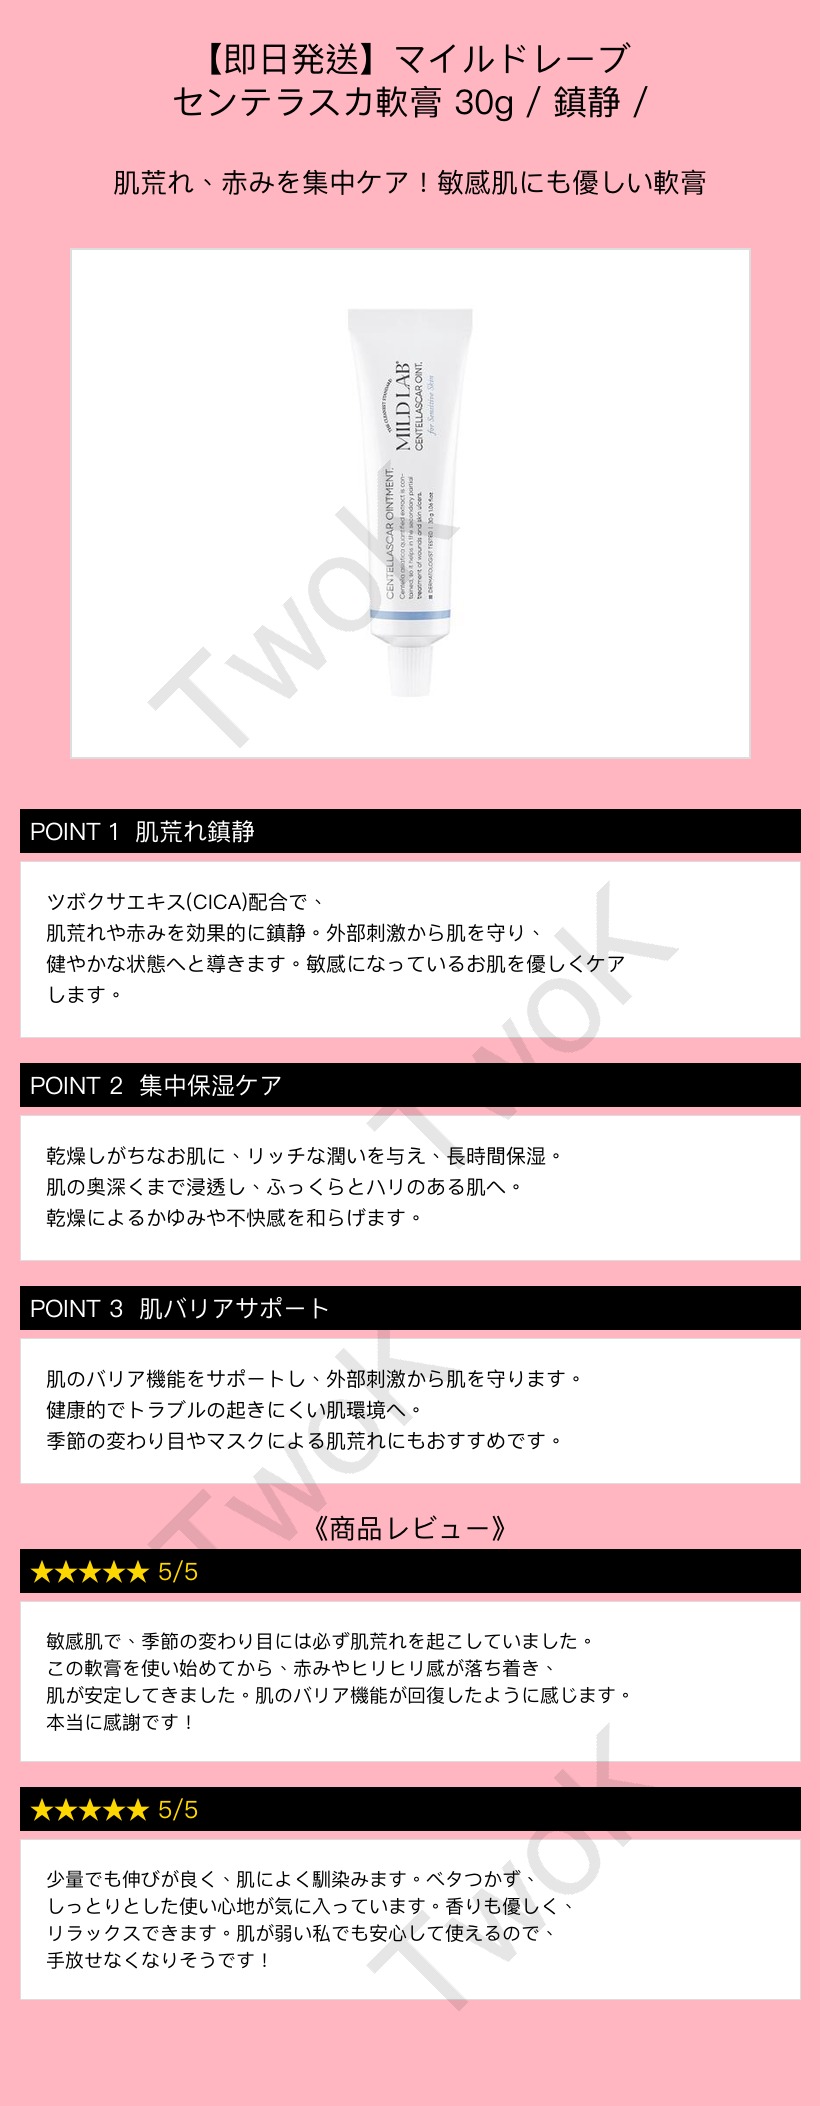 【即日発送】マイルドレーブ
センテラスカ軟膏 30g / 鎮静 /
肌荒れ、赤みを集中ケア！敏感肌にも優しい軟膏
THE CLEANEST STANDARD
MILD LAB
CENTELLASCAR OINT.
for Sensitive Skin
CENTELLASCAR OINTMENT.
Centella asiatica quantified extract is con-
tained, so it helps in the secondary partial
treatment of wounds and skin ulcers.
DERMATOLOGIST TESTED | 30 g 1.06 fl.oz
TwoK
POINT 1 肌荒れ鎮静
ツボクサエキス(CICA)配合で、
肌荒れや赤みを効果的に鎮静。外部刺激から肌を守り、
健やかな状態へと導きます。敏感になっているお肌を優しくケア
します。
TwoK
POINT 2 集中保湿ケア
乾燥しがちなお肌に、リッチな潤いを与え、長時間保湿。
肌の奥深くまで浸透し、ふっくらとハリのある肌へ。
乾燥によるかゆみや不快感を和らげます。
POINT 3 肌バリアサポート
肌のバリア機能をサポートし、外部刺激から肌を守ります。
健康的でトラブルの起きにくい肌環境へ。
季節の変わり目やマスクによる肌荒れにもおすすめです。
TwoK
《商品レビュー》
★★★★★ 5/5
敏感肌で、季節の変わり目には必ず肌荒れを起こしていました。
この軟膏を使い始めてから、赤みやヒリヒリ感が落ち着き、
肌が安定してきました。肌のバリア機能が回復したように感じます。
本当に感謝です！
★★★★★ 5/5
少量でも伸びが良く、肌によく馴染みます。ベタつかず、
しっとりとした使い心地が気に入っています。香りも優しく、
リラックスできます。肌が弱い私でも安心して使えるので、
手放せなくなりそうです！
TwoK